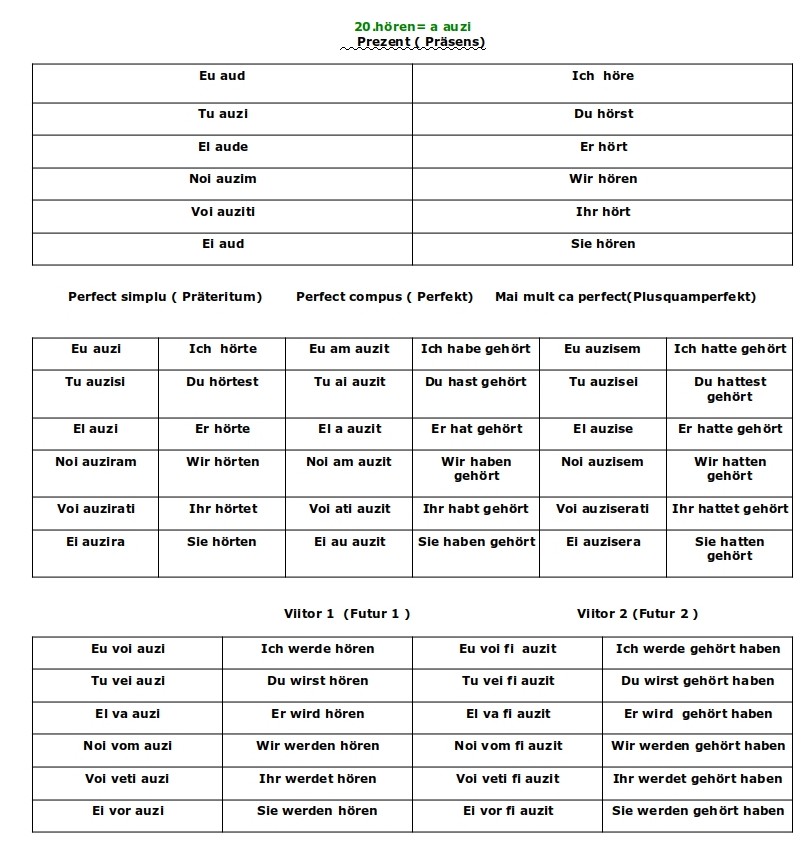 20.hören= a auzi
Prezent ( Präsens)
Eu aud Ich höre
Tu auzi Du hörst
El aude Er hört
Noi auzim Wir hören
Voi auziti Ihr hört
Ei aud Sie hören
Perfect simplu ( Präteritum) Perfect compus ( Perfekt) Mai mult ca perfect(Plusquamperfekt)
Eu auzi Ich hörte Eu am auzit Ich habe gehört Eu auzisem Ich hatte gehört
Tu auzisi Du hörtest Tu ai auzit Du hast gehört Tu auzisei Du hattest
gehört
El auzi Er hörte El a auzit Er hat gehört El auzise Er hatte gehört
Noi auziram Wir hörten Noi am auzit Wir haben
gehört Noi auzisem Wir hatten
gehört
Voi auzirati Ihr hörtet Voi ati auzit Ihr habt gehört Voi auziserati Ihr hattet gehört
Ei auzira Sie hörten Ei au auzit Sie haben gehört Ei auzisera Sie hatten
gehört
Viitor 1 (Futur 1 ) Viitor 2 (Futur 2 )
Eu voi auzi Ich werde hören Eu voi fi auzit Ich werde gehört haben
Tu vei auzi Du wirst hören Tu vei fi auzit Du wirst gehört haben
El va auzi Er wird hören El va fi auzit Er wird gehört haben
Noi vom auzi Wir werden hören Noi vom fi auzit Wir werden gehört haben
Voi veti auzi Ihr werdet hören Voi veti fi auzit Ihr werdet gehört haben
Ei vor auzi Sie werden hören Ei vor fi auzit Sie werden gehört haben